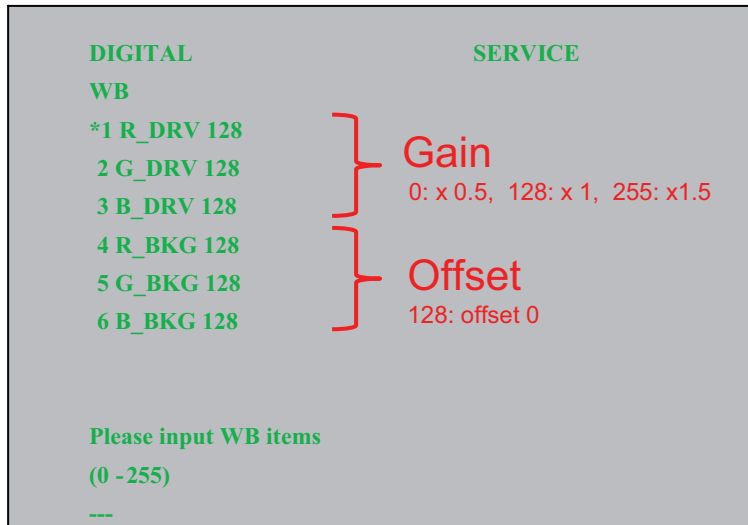 DIGITAL SERVICE
WB
*1 R_DRV 128
2 G_DRV 128
3 B_DRV 128
Gain
0: x 0.5, 128: x 1, 255: x1.5
4 R_BKG 128
5 G_BKG 128
6 B_BKG 128
Offset
128: offset 0
Please input WB items
(0 - 255)
---